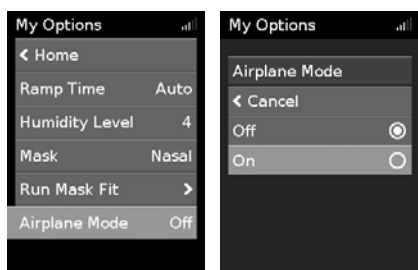 My Options
< Home
Ramp Time Auto
Humidity Level 4
Mask Nasal
Run Mask Fit >
Airplane Mode Off
My Options
Airplane Mode
< Cancel
Off
On